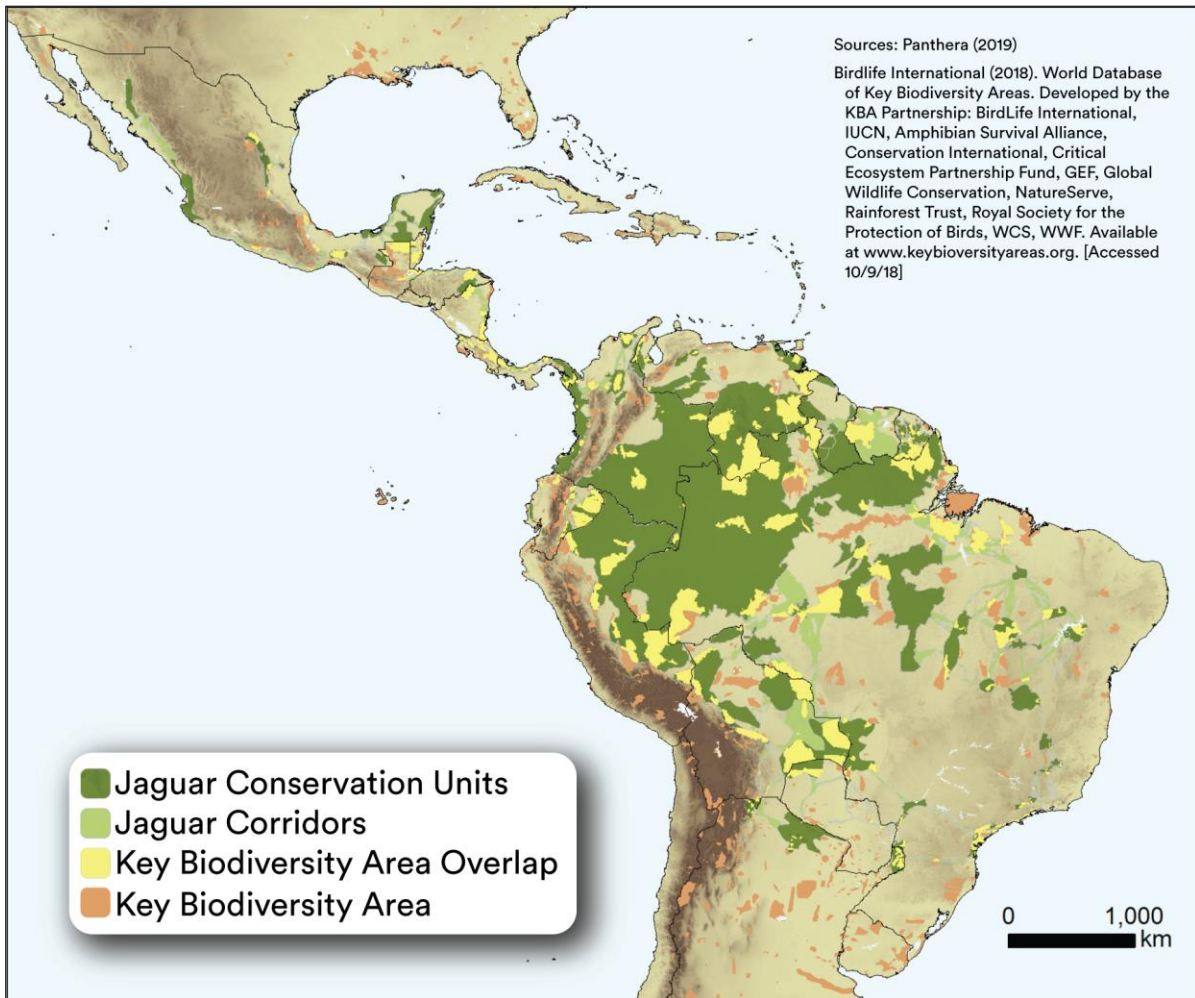 Sources: Panthera (2019)
Birdlife International (2018). World Database
of Key Biodiversity Areas. Developed by the
KBA Partnership: BirdLife International,
IUCN, Amphibian Survival Alliance,
Conservation International, Critical
Ecosystem Partnership Fund, GEF, Global
Wildlife Conservation, NatureServe,
Rainforest Trust, Royal Society for the
Protection of Birds, WCS, WWF. Available
at www.keybioversityareas.org. [Accessed
10/9/18]
Jaguar Conservation Units
Jaguar Corridors
Key Biodiversity Area Overlap
Key Biodiversity Area
0 1,000
km